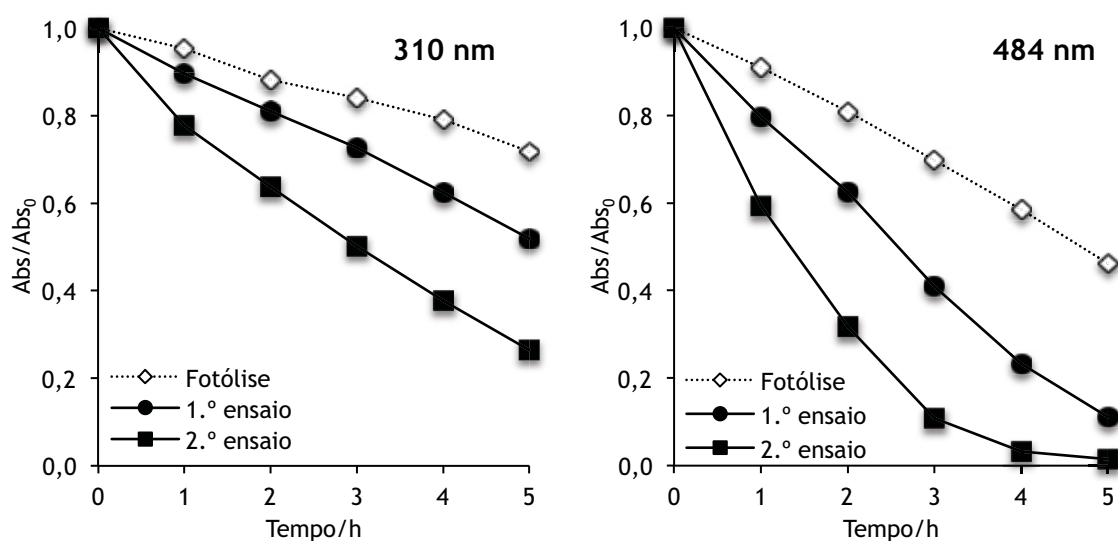 310 nm
1,0
0,8
0,6
0,4
0,2
0,0
Abs/Abs₀
Fotólise
1.º ensaio
2.º ensaio
0 1 2 3 4 5
Tempo/h
484 nm
1,0
0,8
0,6
0,4
0,2
0,0
Abs/Abs₀
Fotólise
1.º ensaio
2.º ensaio
0 1 2 3 4 5
Tempo/h